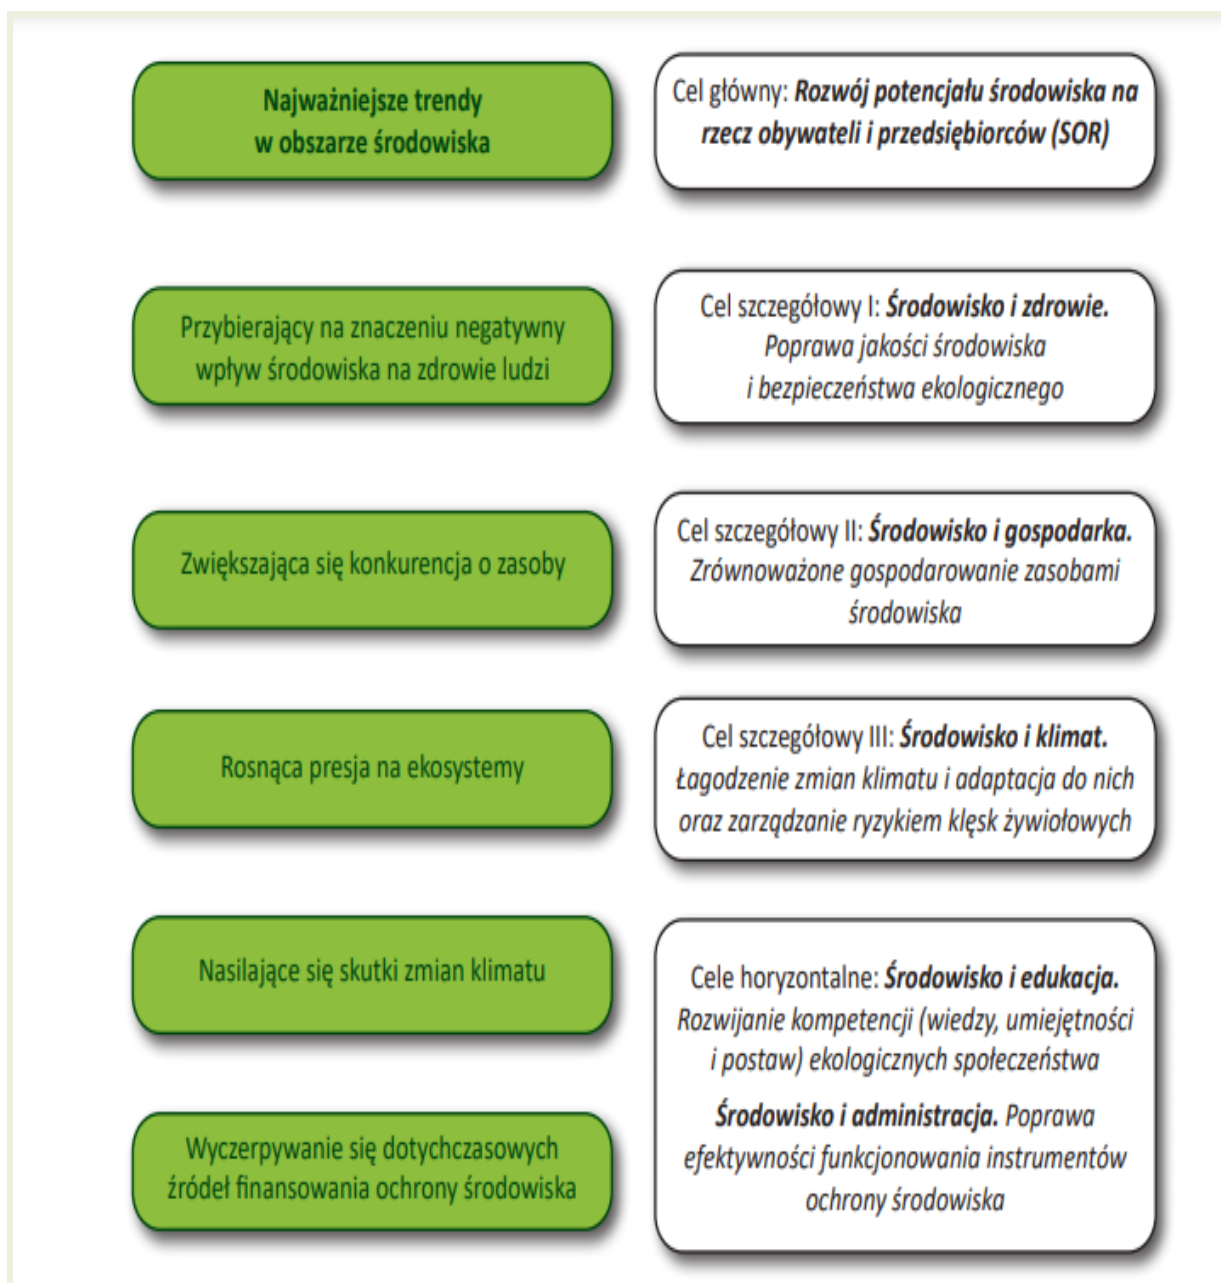 Najważniejsze trendy
w obszarze środowiska
Cel główny: Rozwój potencjału środowiska na
rzecz obywateli i przedsiębiorców (SOR)
Przybierający na znaczeniu negatywny
wpływ środowiska na zdrowie ludzi
Cel szczegółowy I: Środowisko i zdrowie.
Poprawa jakości środowiska
i bezpieczeństwa ekologicznego
Zwiększająca się konkurencja o zasoby
Cel szczegółowy II: Środowisko i gospodarka.
Zrównoważone gospodarowanie zasobami
środowiska
Rosnąca presja na ekosystemy
Cel szczegółowy III: Środowisko i klimat.
Łagodzenie zmian klimatu i adaptacja do nich
oraz zarządzanie ryzykiem klęsk żywiołowych
Nasilające się skutki zmian klimatu
Wyczerpywanie się dotychczasowych
źródeł finansowania ochrony środowiska
Cele horyzontalne: Środowisko i edukacja.
Rozwijanie kompetencji (wiedzy, umiejętności
i postaw) ekologicznych społeczeństwa
Środowisko i administracja. Poprawa
efektywności funkcjonowania instrumentów
ochrony środowiska